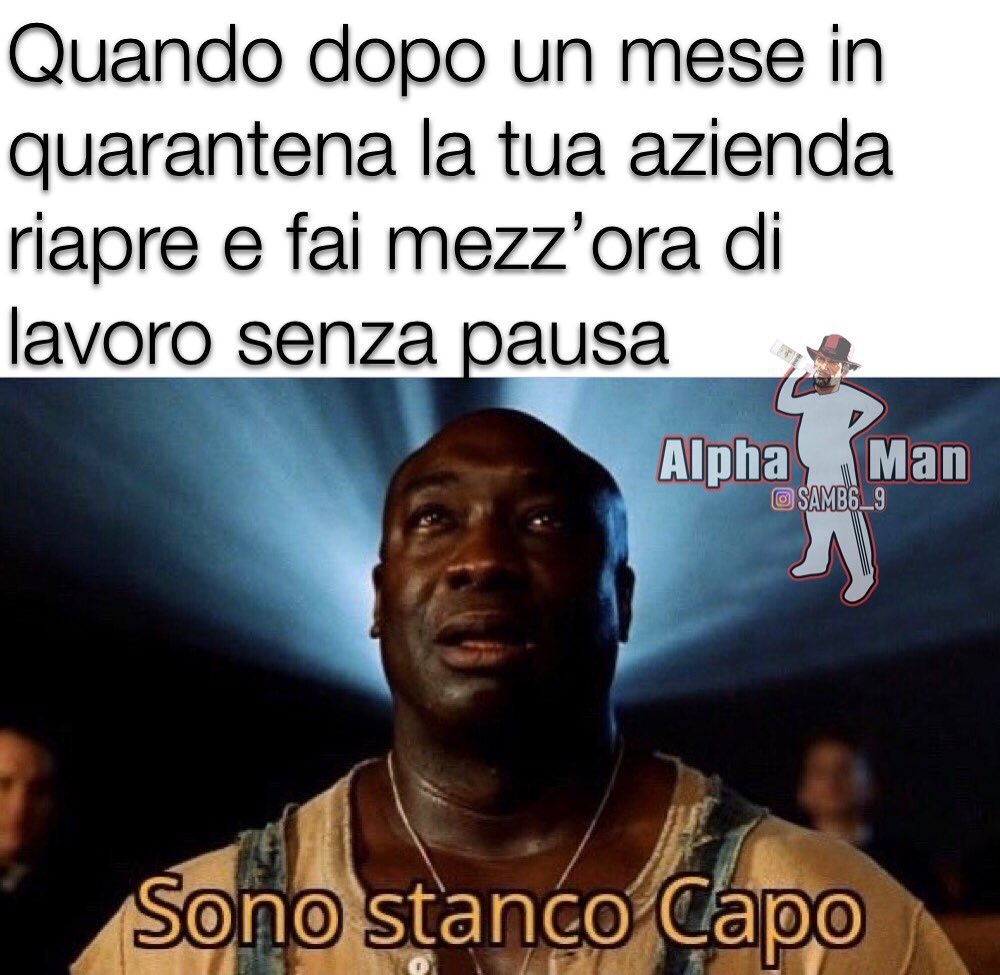 Quando dopo un mese in
quarantena la tua azienda
riapre e fai mezz’ora di
lavoro senza pausa
Alpha Man
SAMB6_9
Sono stanco Capo